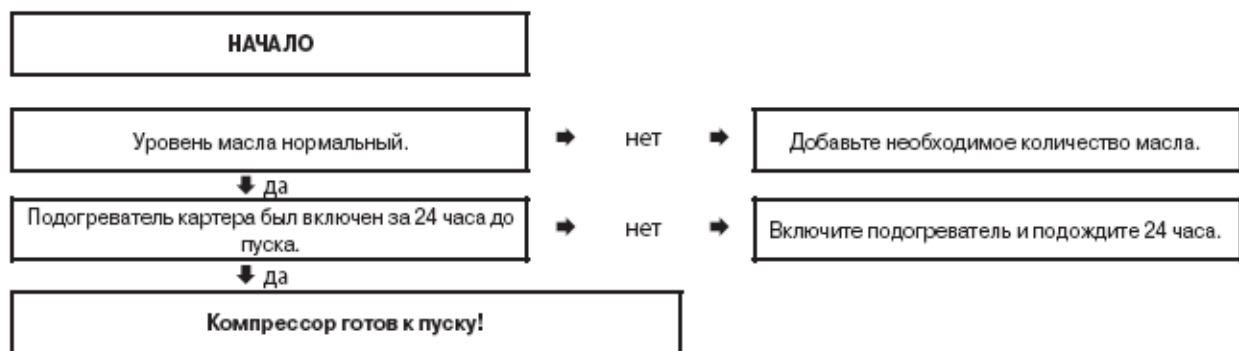 НАЧАЛО
Уровень масла нормальный.
нет
Добавьте необходимое количество масла.
да
Подогреватель картера был включен за 24 часа до
пуска.
нет
Включите подогреватель и подождите 24 часа.
да
Компрессор готов к пуску!